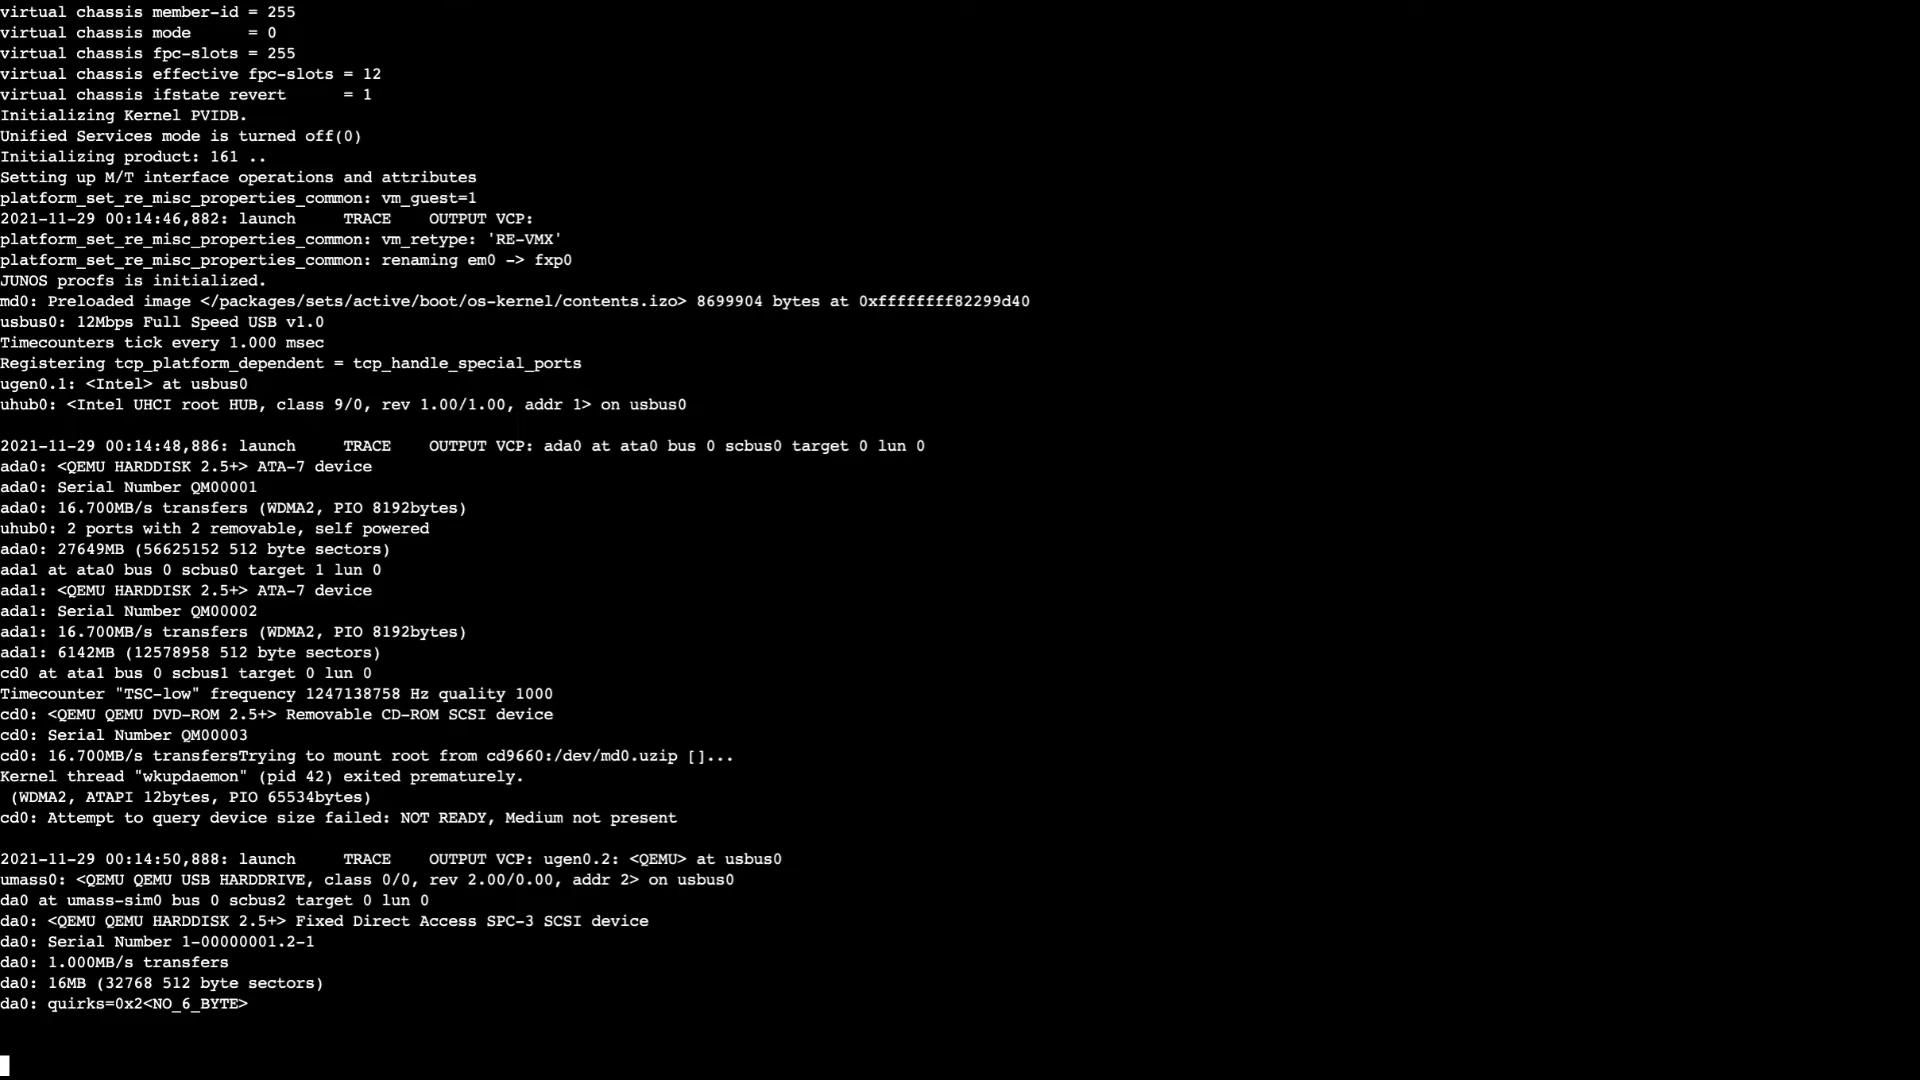 virtual chassis member-id = 255
virtual chassis mode      = 0
virtual chassis fpc-slots = 255
virtual chassis effective fpc-slots = 12
virtual chassis ifstate revert      = 1
Initializing Kernel PVIDB.
Unified Services mode is turned off(0)
Initializing product: 161 ..
Setting up M/T interface operations and attributes
platform_set_re_misc_properties_common: vm_guest=1
2021-11-29 00:14:46,882: launch     TRACE    OUTPUT VCP:
platform_set_re_misc_properties_common: vm_retype: 'RE-VMX'
platform_set_re_misc_properties_common: renaming em0 -> fxp0
JUNOS procfs is initialized.
md0: Preloaded image </packages/sets/active/boot/os-kernel/contents.izo> 8699904 bytes at 0xffffffff82299d40
usbus0: 12Mbps Full Speed USB v1.0
Timecounters tick every 1.000 msec
Registering tcp_platform_dependent = tcp_handle_special_ports
ugen0.1: <Intel> at usbus0
uhub0: <Intel UHCI root HUB, class 9/0, rev 1.00/1.00, addr 1> on usbus0
2021-11-29 00:14:48,886: launch     TRACE    OUTPUT VCP: ada0 at ata0 bus 0 scbus0 target 0 lun 0
ada0: <QEMU HARDDISK 2.5+> ATA-7 device
ada0: Serial Number QM00001
ada0: 16.700MB/s transfers (WDMA2, PIO 8192bytes)
uhub0: 2 ports with 2 removable, self powered
ada0: 27649MB (56625152 512 byte sectors)
ada1 at ata0 bus 0 scbus0 target 1 lun 0
ada1: <QEMU HARDDISK 2.5+> ATA-7 device
ada1: Serial Number QM00002
ada1: 16.700MB/s transfers (WDMA2, PIO 8192bytes)
ada1: 6142MB (12578958 512 byte sectors)
cd0 at ata1 bus 0 scbus1 target 0 lun 0
Timecounter "TSC-low" frequency 1247138758 Hz quality 1000
cd0: <QEMU QEMU DVD-ROM 2.5+> Removable CD-ROM SCSI device
cd0: Serial Number QM00003
cd0: 16.700MB/s transfersTrying to mount root from cd9660:/dev/md0.uzip []...
Kernel thread "wkupdaemon" (pid 42) exited prematurely.
 (WDMA2, ATAPI 12bytes, PIO 65534bytes)
cd0: Attempt to query device size failed: NOT READY, Medium not present
2021-11-29 00:14:50,888: launch     TRACE    OUTPUT VCP: ugen0.2: <QEMU> at usbus0
umass0: <QEMU QEMU USB HARDDRIVE, class 0/0, rev 2.00/0.00, addr 2> on usbus0
da0 at umass-sim0 bus 0 scbus2 target 0 lun 0
da0: <QEMU QEMU HARDDISK 2.5+> Fixed Direct Access SPC-3 SCSI device
da0: Serial Number 1-00000001.2-1
da0: 1.000MB/s transfers
da0: 16MB (32768 512 byte sectors)
da0: quirks=0x2<NO_6_BYTE>